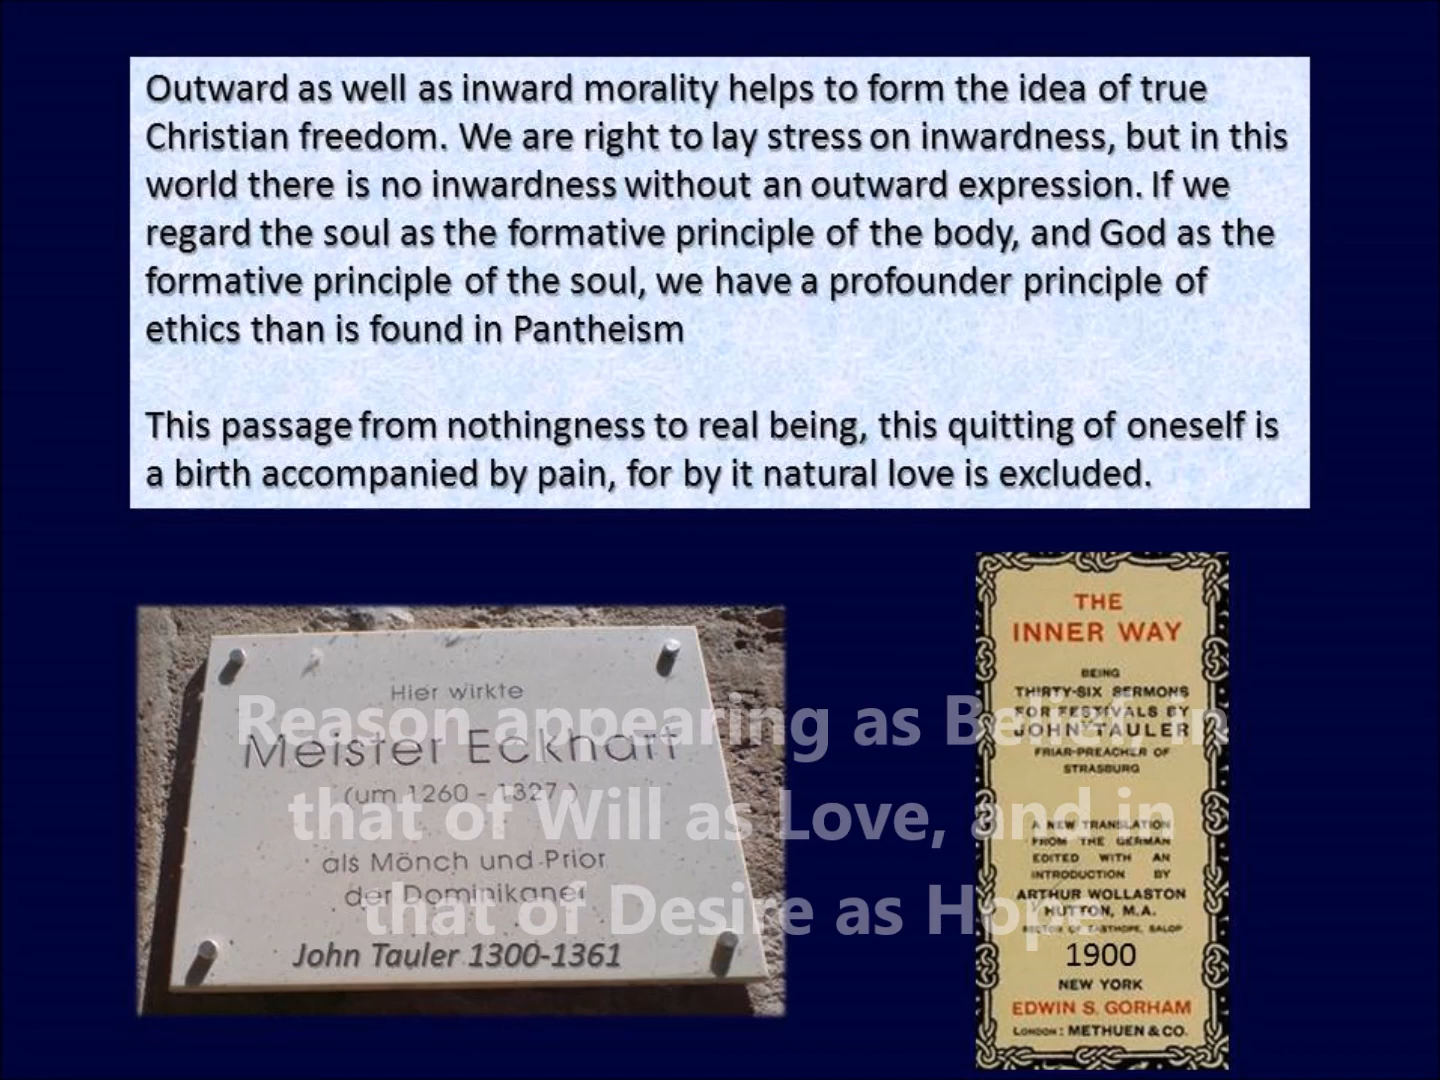 Outward as well as inward morality helps to form the idea of true
Christian freedom. We are right to lay stress on inwardness, but in this
world there is no inwardness without an outward expression. If we
regard the soul as the formative principle of the body, and God as the
formative principle of the soul, we have a profounder principle of
ethics than is found in Pantheism
This passage from nothingness to real being, this quitting of oneself is
a birth accompanied by pain, for by it natural love is excluded.
Hier wirkte
Meister Eckhart
(um 1260 - 1327 )
als Mönch und Prior
der Dominikaner
John Tauler 1300-1361
Reason appearing as Belief, in
that of Will as Love, and in
that of Desire as Hope
THE
INNER WAY
BEING
THIRTY-SIX SERMONS
FOR FESTIVALS BY
JOHN TAULER
FRIAR-PREACHER OF
STRASBURG
A NEW TRANSLATION
FROM THE GERMAN
EDITED WITH AN
INTRODUCTION BY
ARTHUR WOLLASTON
HUTTON, M.A.
RECTOR OF EASTHOPE, SALOP
1900
NEW YORK
EDWIN S. GORHAM
LONDON: METHUEN & CO.